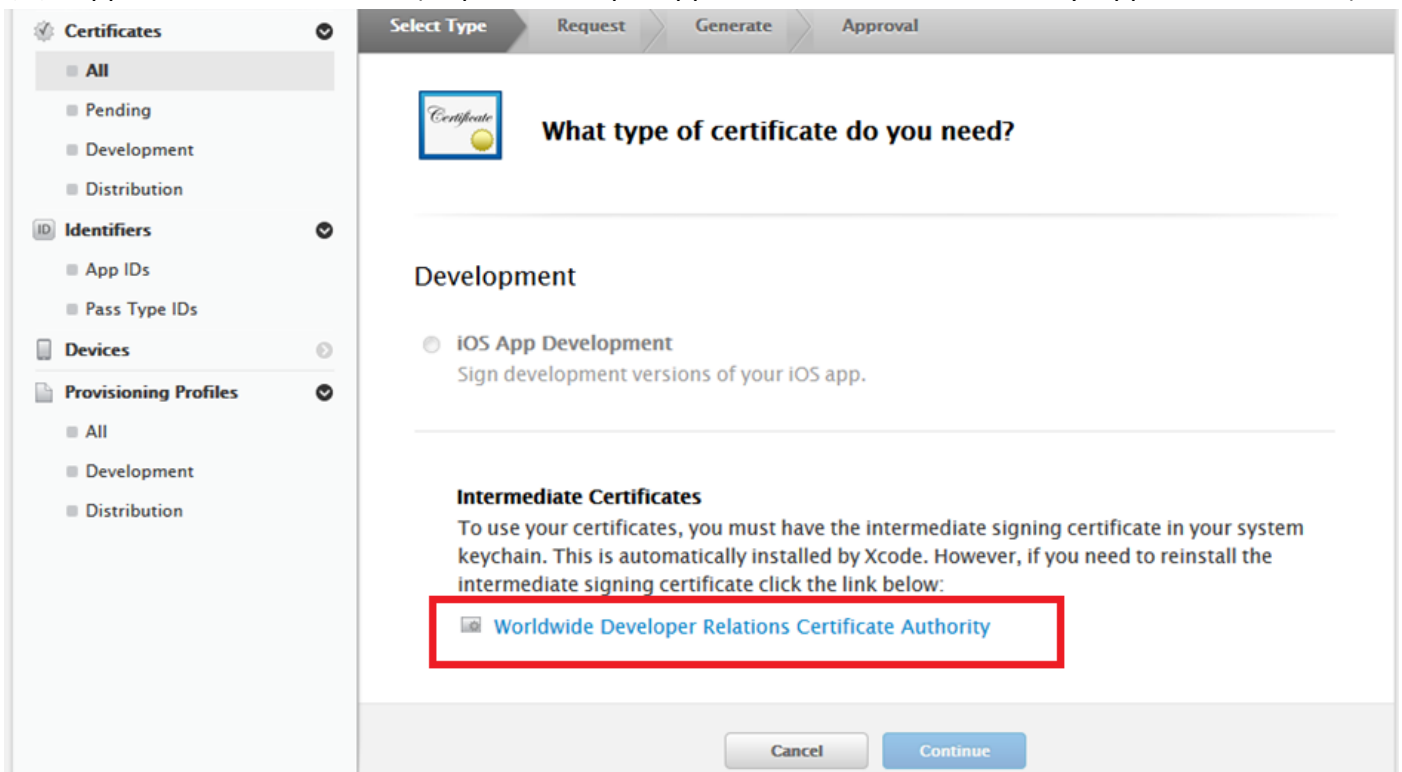 Certificates
All
Pending
Development
Distribution
ID Identifiers
App IDs
Pass Type IDs
Devices
Provisioning Profiles
All
Development
Distribution
Select Type Request Generate Approval
Certificate
What type of certificate do you need?
Development
iOS App Development
Sign development versions of your iOS app.
Intermediate Certificates
To use your certificates, you must have the intermediate signing certificate in your system
keychain. This is automatically installed by Xcode. However, if you need to reinstall the
intermediate signing certificate click the link below:
Worldwide Developer Relations Certificate Authority
Cancel Continue